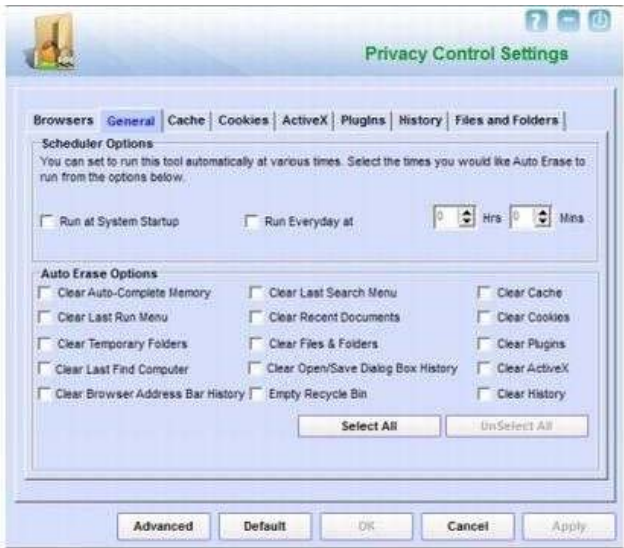 ?
Privacy Control Settings
Browsers General Cache Cookies ActiveX PlugIns History Files and Folders
Scheduler Options
You can set to run this tool automatically at various times. Select the times you would like Auto Erase to
run from the options below.
Run at System Startup Run Everyday at 0 Hrs 0 Mins
Auto Erase Options
Clear Auto-Complete Memory Clear Last Search Menu Clear Cache
Clear Last Run Menu Clear Recent Documents Clear Cookies
Clear Temporary Folders Clear Files & Folders Clear Plugins
Clear Last Find Computer Clear Open/Save Dialog Box History Clear ActiveX
Clear Browser Address Bar History Empty Recycle Bin Clear History
Select All UnSelect All
Advanced Default OK Cancel Apply